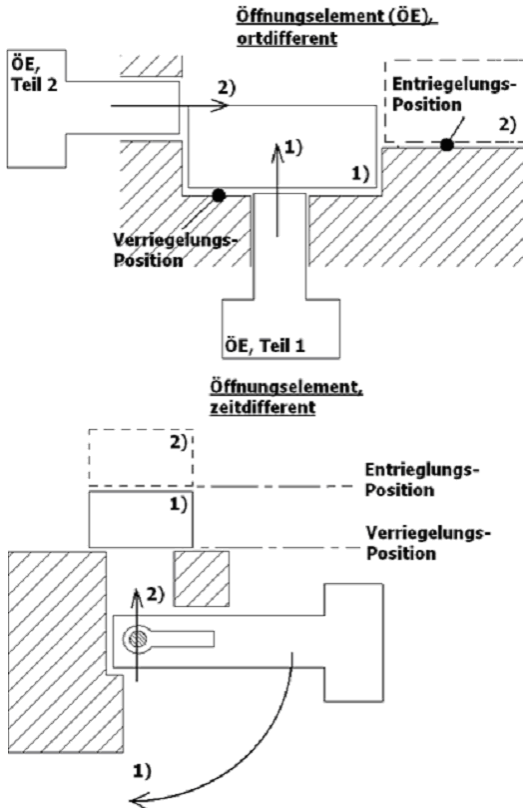 Öffnungselement (ÖE),
ortdifferent
ÖE,
Teil 2
2)
Entriegelungs-
Position
2)
1)
1)
Verriegelungs-
Position
ÖE, Teil 1
Öffnungselement,
zeitdifferent
2)
Entrieglungs-
Position
1)
Verriegelungs-
Position
2)
1)